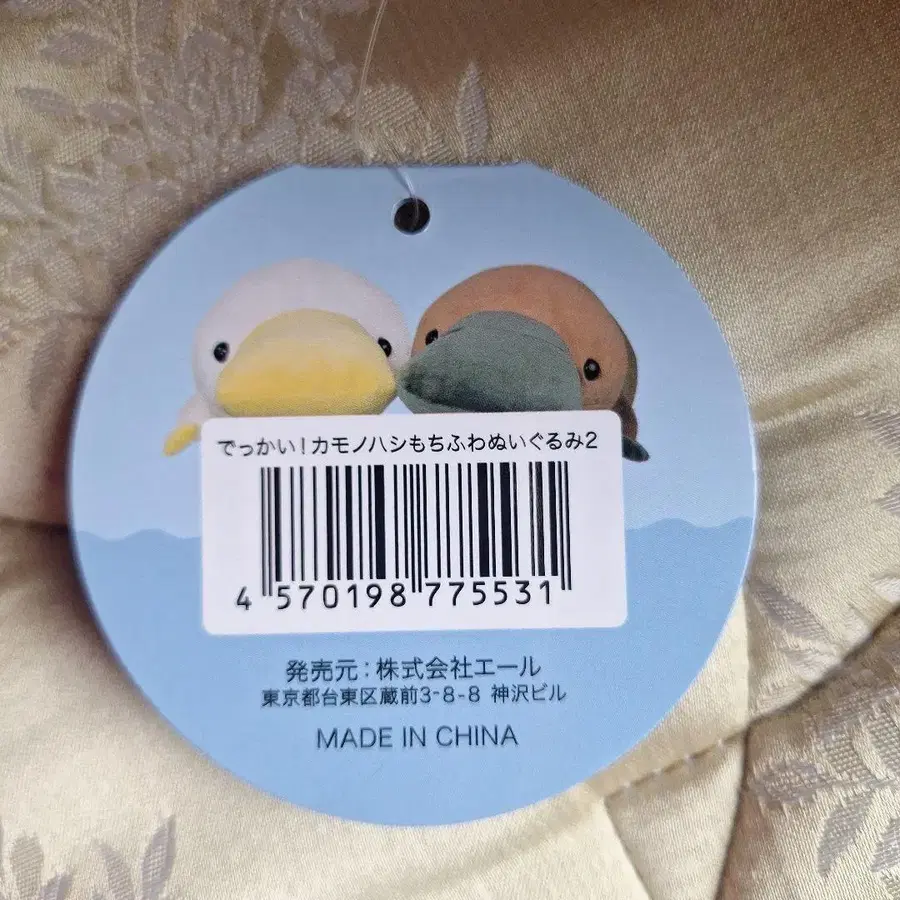 でっかい!カモノハシもちふわぬいぐるみ2
4 570198 775531
発売元:株式会社エール
東京都台東区蔵前3-8-8 神沢ビル
MADE IN CHINA